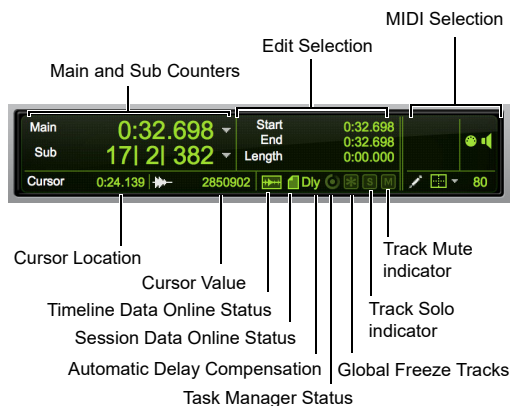 MIDI Selection
Edit Selection
Main and Sub Counters
Main 0:32.698
Sub 17| 2| 382
Start 0:32.698
End 0:32.698
Length 0:00.000
Cursor 0:24.139 2850902 Dly S M 80
Cursor Location
Cursor Value
Timeline Data Online Status
Session Data Online Status
Automatic Delay Compensation
Task Manager Status
Global Freeze Tracks
Track Solo
indicator
Track Mute
indicator